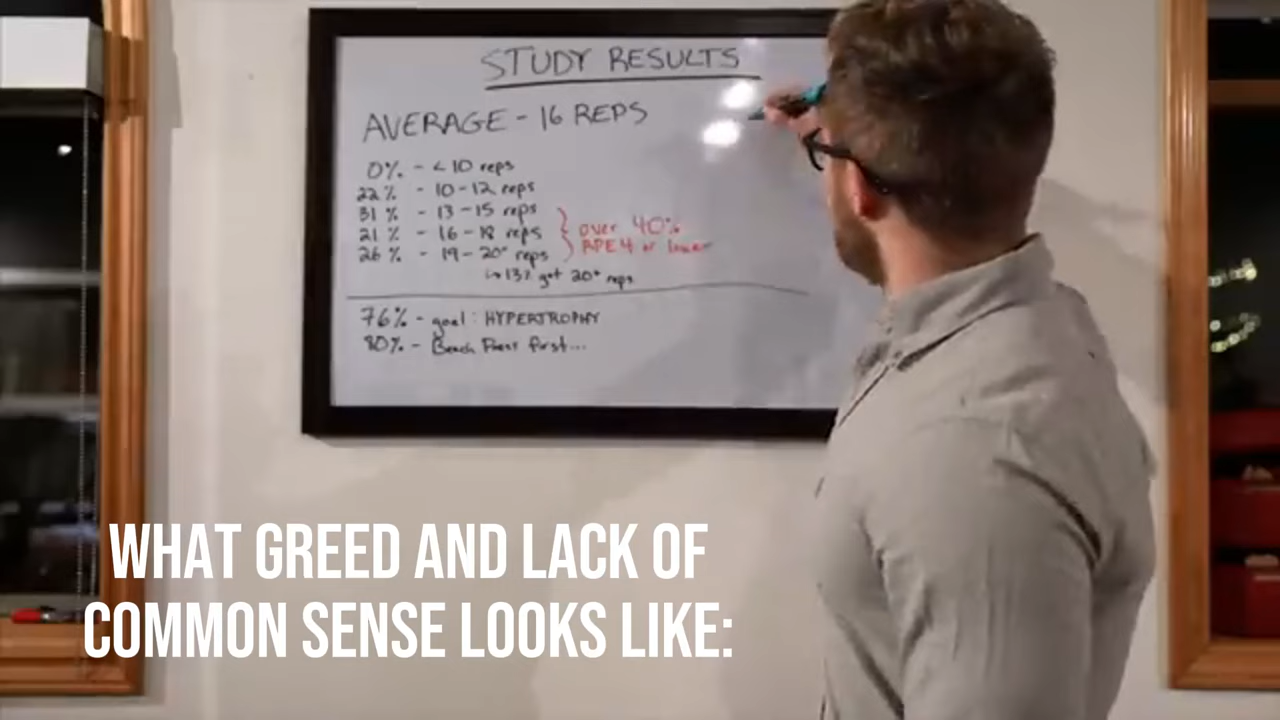 STUDY RESULTS
AVERAGE - 16 REPS
0% - < 10 reps
22% - 10-12 reps
31% - 13-15 reps
21% - 16-18 reps
26% - 19-20+ reps
↳ 13% got 20+ reps
over 40%
RPE 4 or lower
76% - goal: HYPERTROPHY
80% - Bench Press first...
WHAT GREED AND LACK OF
COMMON SENSE LOOKS LIKE: